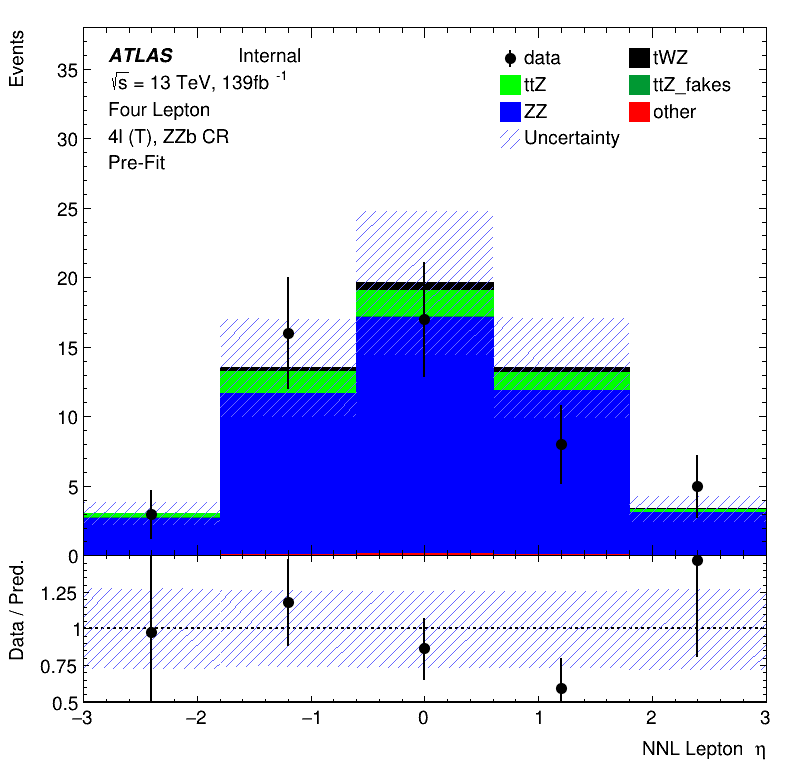 Events
ATLAS Internal
√s = 13 TeV, 139fb -1
Four Lepton
4l (T), ZZb CR
Pre-Fit
data
tWZ
ttZ
ttZ_fakes
ZZ
other
Uncertainty
35
30
25
20
15
10
5
0
Data / Pred.
1.25
1
0.75
0.5
−3 −2 −1 0 1 2 3
NNL Lepton η